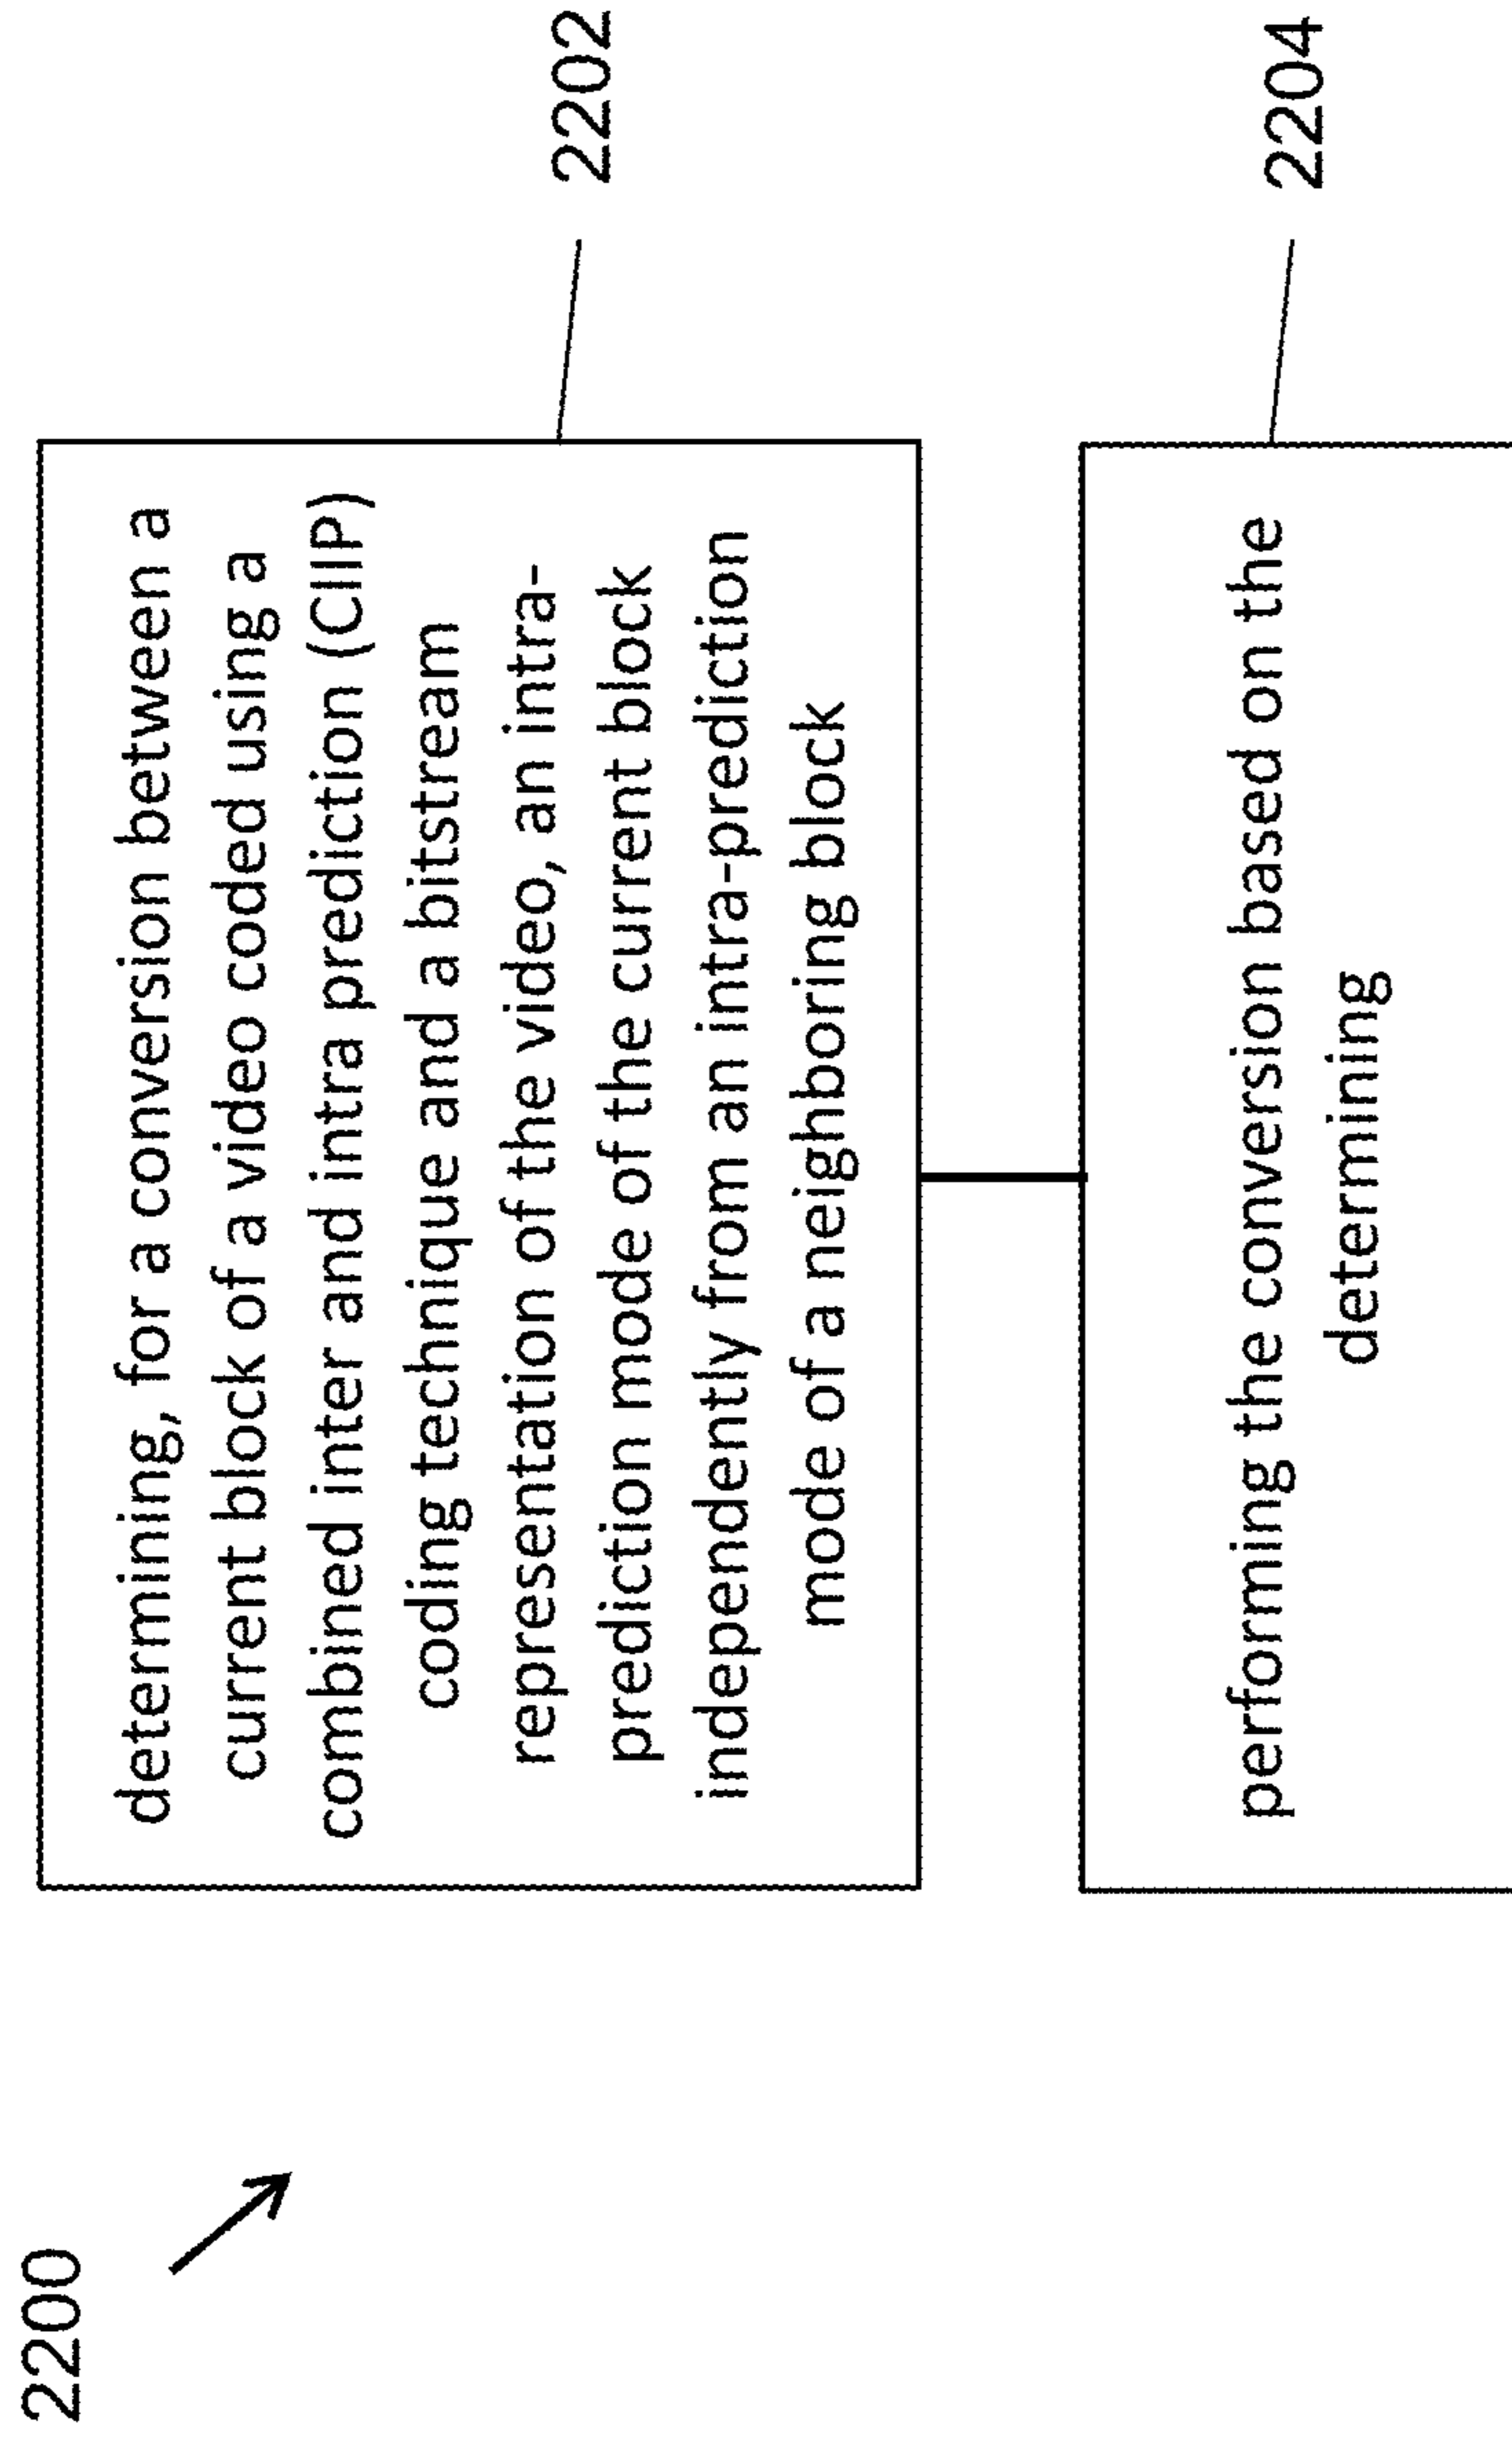 2200
determining, for a conversion between a
current block of a video coded using a
combined inter and intra prediction (CIIP)
coding technique and a bitstream
representation of the video, an intra-
prediction mode of the current block
independently from an intra-prediction
mode of a neighboring block
2202
performing the conversion based on the
determining
2204